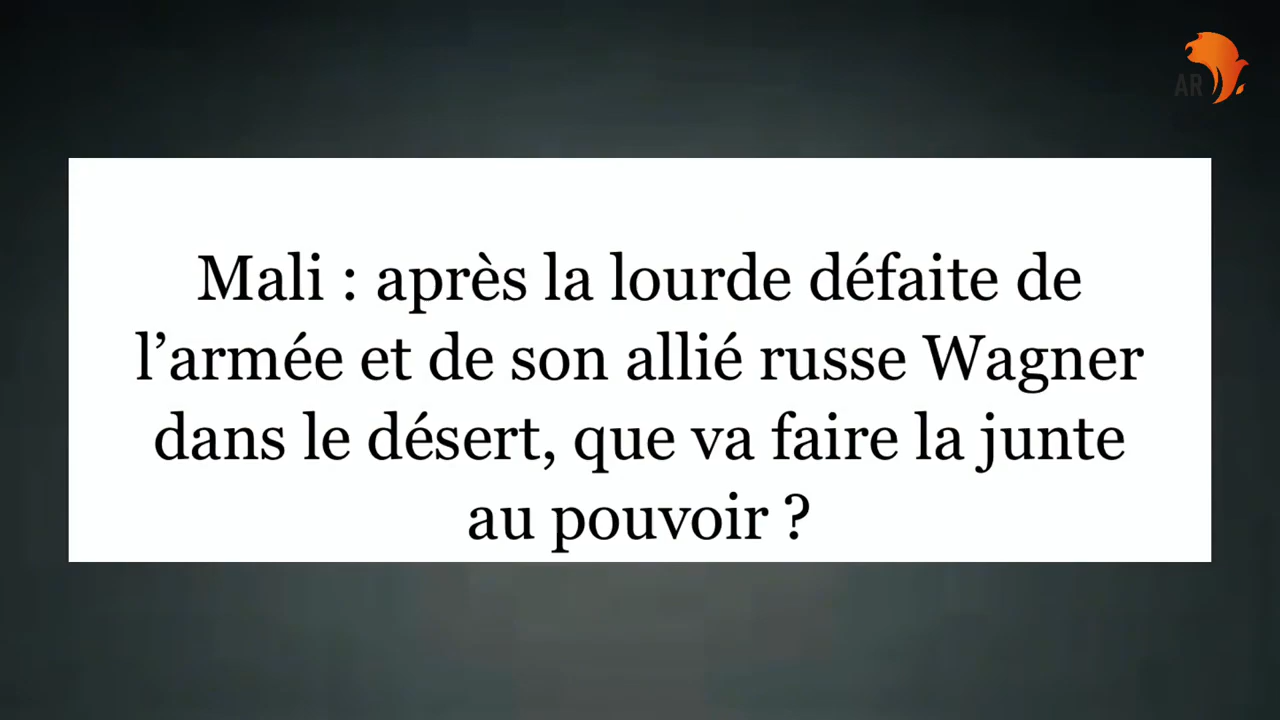 AR
Mali : après la lourde défaite de
l’armée et de son allié russe Wagner
dans le désert, que va faire la junte
au pouvoir ?